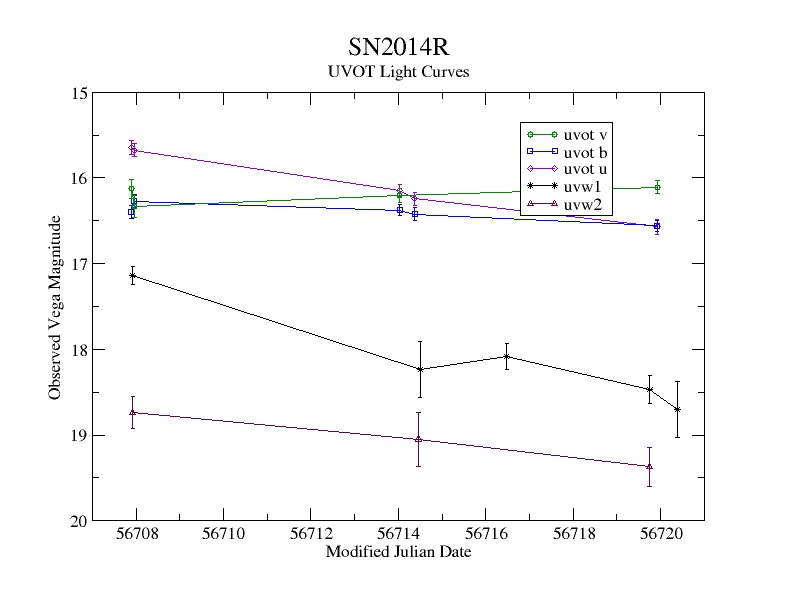 SN2014R
UVOT Light Curves
15
16
17
18
19
20
Observed Vega Magnitude
uvot v
uvot b
uvot u
uvw1
uvw2
56708 56710 56712 56714 56716 56718 56720
Modified Julian Date